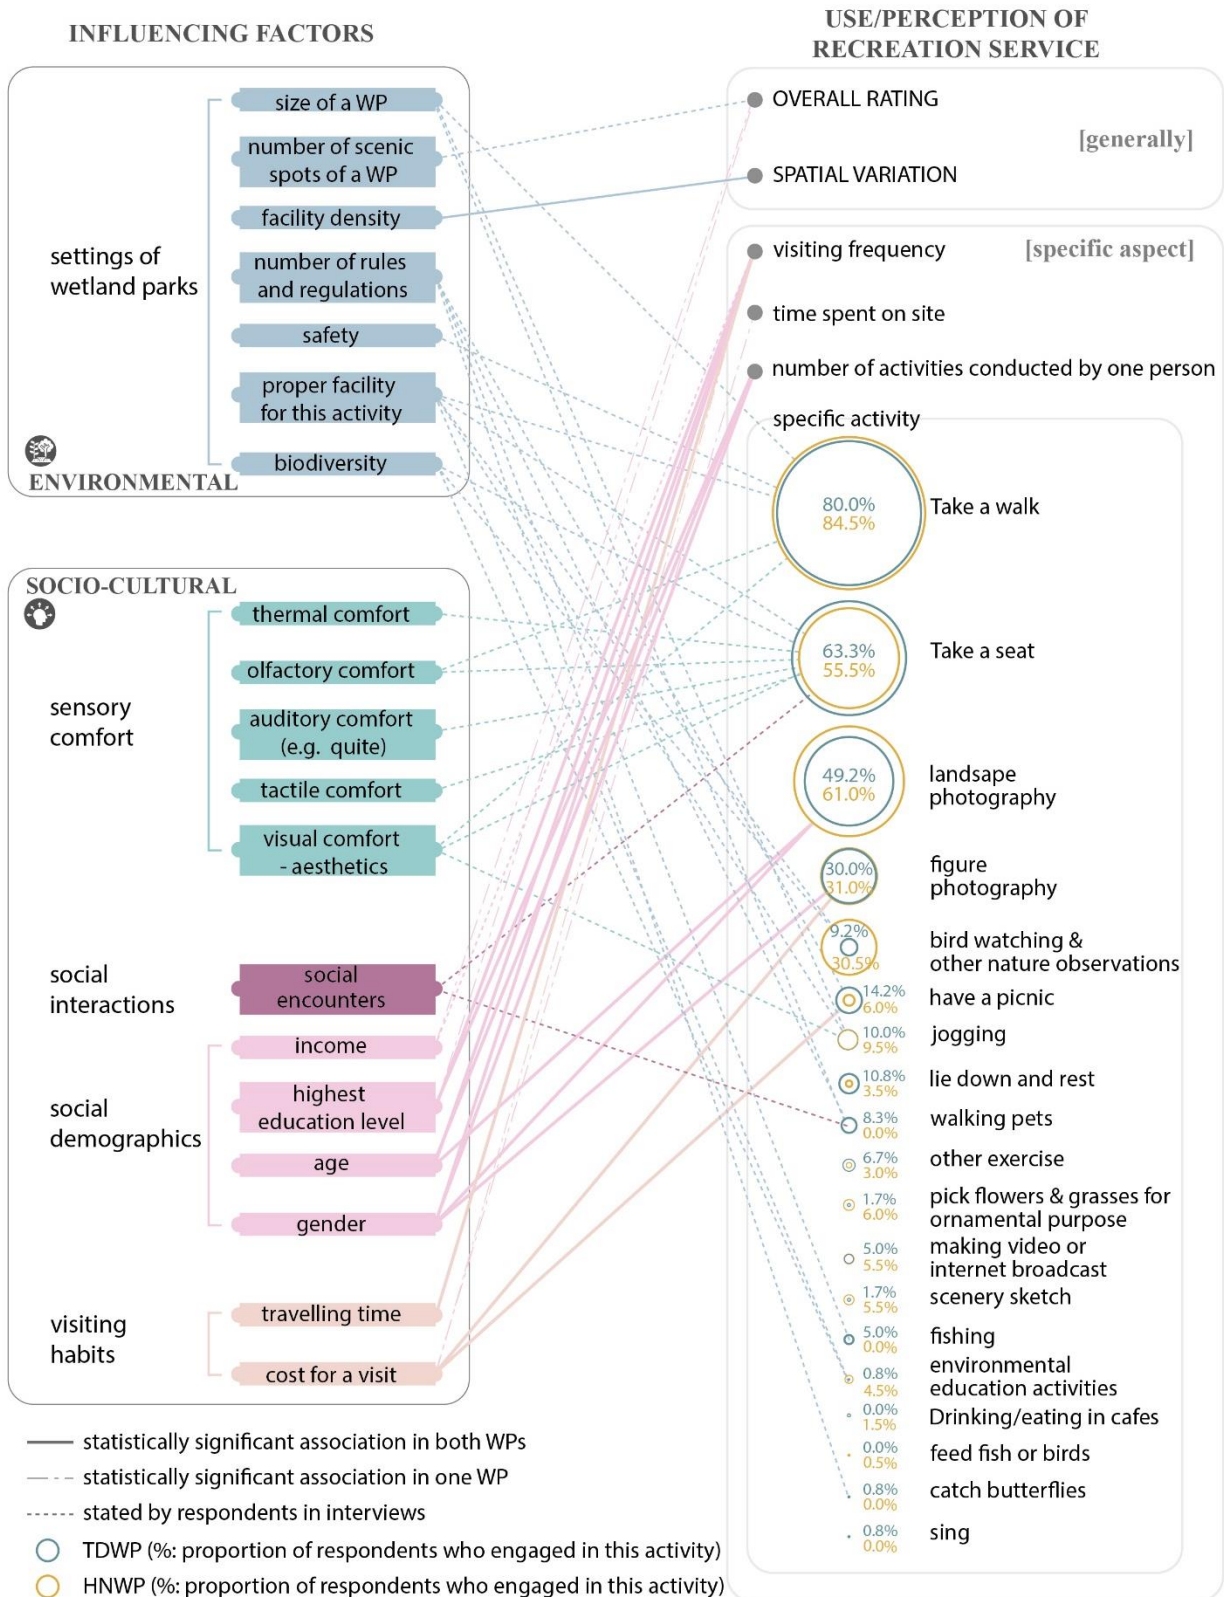 INFLUENCING FACTORS
size of a WP
number of scenic
spots of a WP
facility density
settings of
wetland parks
number of rules
and regulations
safety
proper facility
for this activity
biodiversity
ENVIRONMENTAL
SOCIO-CULTURAL
thermal comfort
olfactory comfort
sensory
comfort
auditory comfort
(e.g. quite)
tactile comfort
visual comfort
- aesthetics
social
interactions
social
encounters
income
social
demographics
highest
education level
age
gender
visiting
habits
travelling time
cost for a visit
statistically significant association in both WPs
statistically significant association in one WP
stated by respondents in interviews
TDWP (%: proportion of respondents who engaged in this activity)
HNWP (%: proportion of respondents who engaged in this activity)
USE/PERCEPTION OF
RECREATION SERVICE
OVERALL RATING
[generally]
SPATIAL VARIATION
visiting frequency
[specific aspect]
time spent on site
number of activities conducted by one person
specific activity
80.0%
84.5%
Take a walk
63.3%
55.5%
Take a seat
49.2%
61.0%
landsape
photography
30.0%
31.0%
figure
photography
9.2%
30.5%
bird watching &
other nature observations
14.2%
6.0%
have a picnic
10.0%
9.5%
jogging
10.8%
3.5%
lie down and rest
8.3%
0.0%
walking pets
6.7%
3.0%
other exercise
1.7%
6.0%
pick flowers & grasses for
ornamental purpose
5.0%
5.5%
making video or
internet broadcast
1.7%
5.5%
scenery sketch
5.0%
0.0%
fishing
0.8%
4.5%
environmental
education activities
0.0%
1.5%
Drinking/eating in cafes
0.0%
0.5%
feed fish or birds
0.8%
0.0%
catch butterflies
0.8%
0.0%
sing